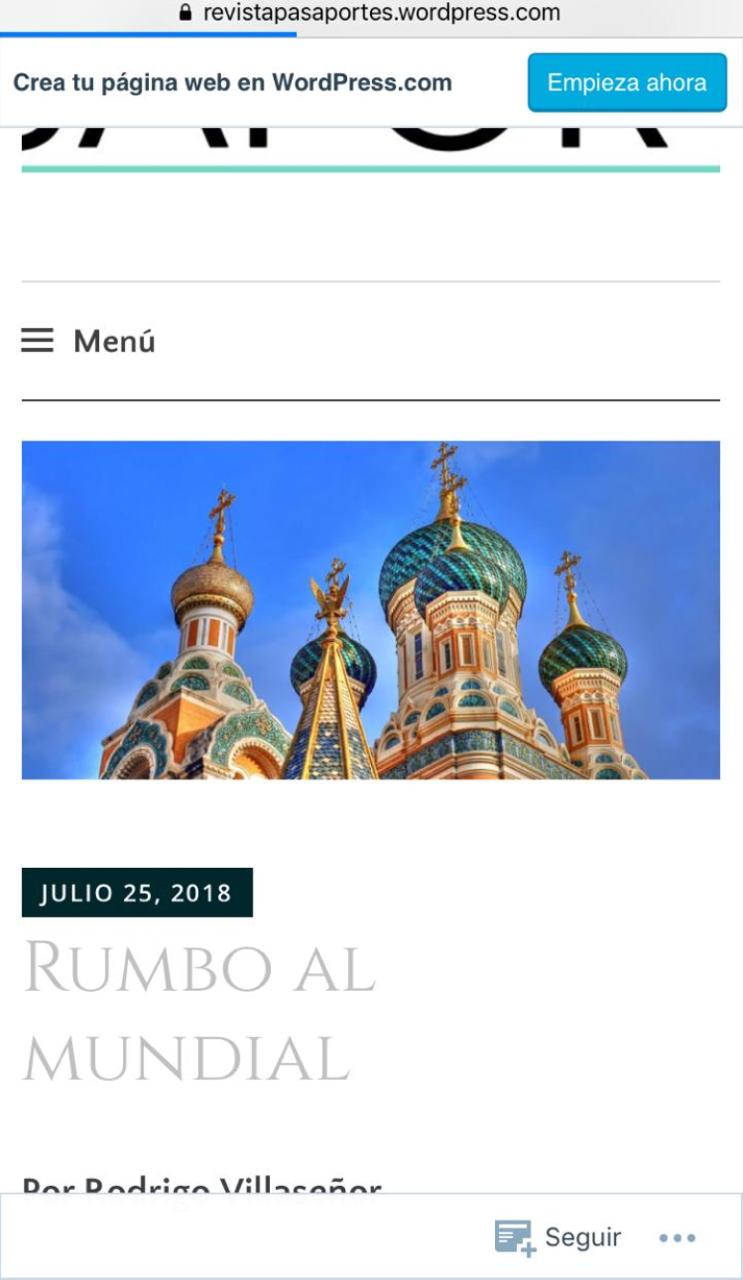 revistapasaportes.wordpress.com
Crea tu página web en WordPress.com
Empieza ahora
Menú
JULIO 25, 2018
RUMBO AL
MUNDIAL
Por Rodrigo Villaseñor
Seguir